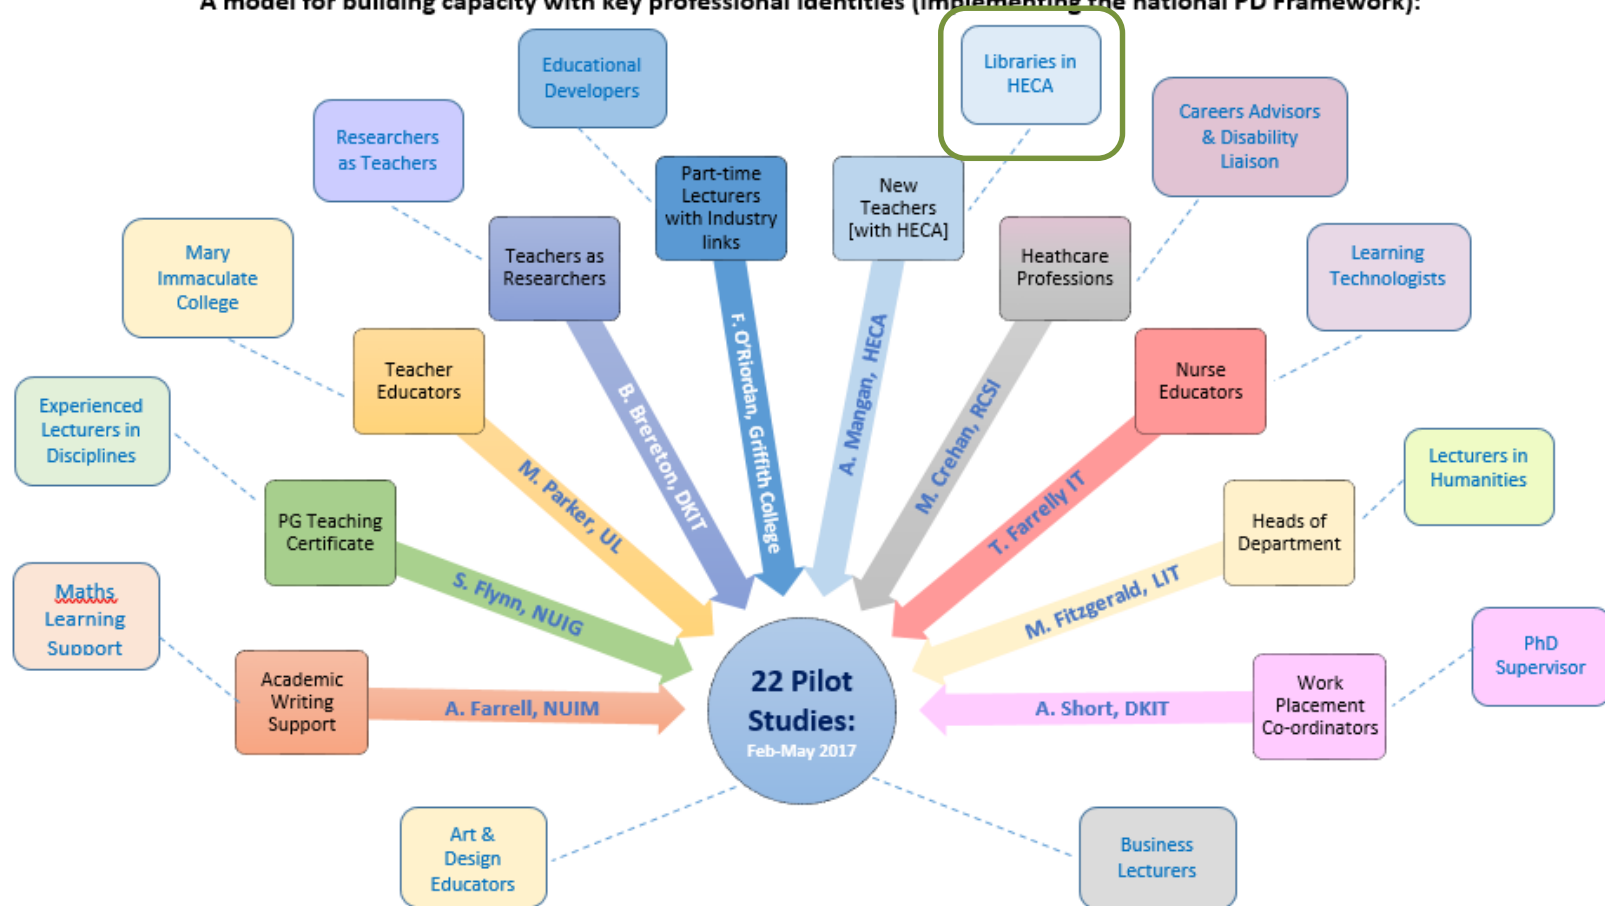 A model for building capacity with key professional identities (implementing the national PD Framework):
Educational
Developers
Libraries in
HECA
Careers Advisors
& Disability
Liaison
Researchers
as Teachers
Part-time
Lecturers
with Industry
links
New
Teachers
[with HECA]
Mary
Immaculate
College
Teachers as
Researchers
Heathcare
Professions
Learning
Technologists
Teacher
Educators
F. O'Riordan, Griffith College
A. Mangan, HECA
Nurse
Educators
Experienced
Lecturers in
Disciplines
B. Brereton, DKIT
M. Crehan, RCSI
Lecturers in
Humanities
M. Parker, UL
T. Farrelly IT
PG Teaching
Certificate
Heads of
Department
S. Flynn, NUIG
M. Fitzgerald, LIT
Maths
Learning
Support
PhD
Supervisor
Academic
Writing
Support
A. Farrell, NUIM
22 Pilot
Studies:
Feb-May 2017
A. Short, DKIT
Work
Placement
Co-ordinators
Art &
Design
Educators
Business
Lecturers